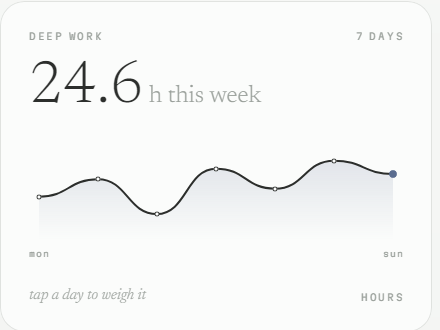 DEEP WORK
7 DAYS
24.6 h this week
mon
sun
tap a day to weigh it
HOURS